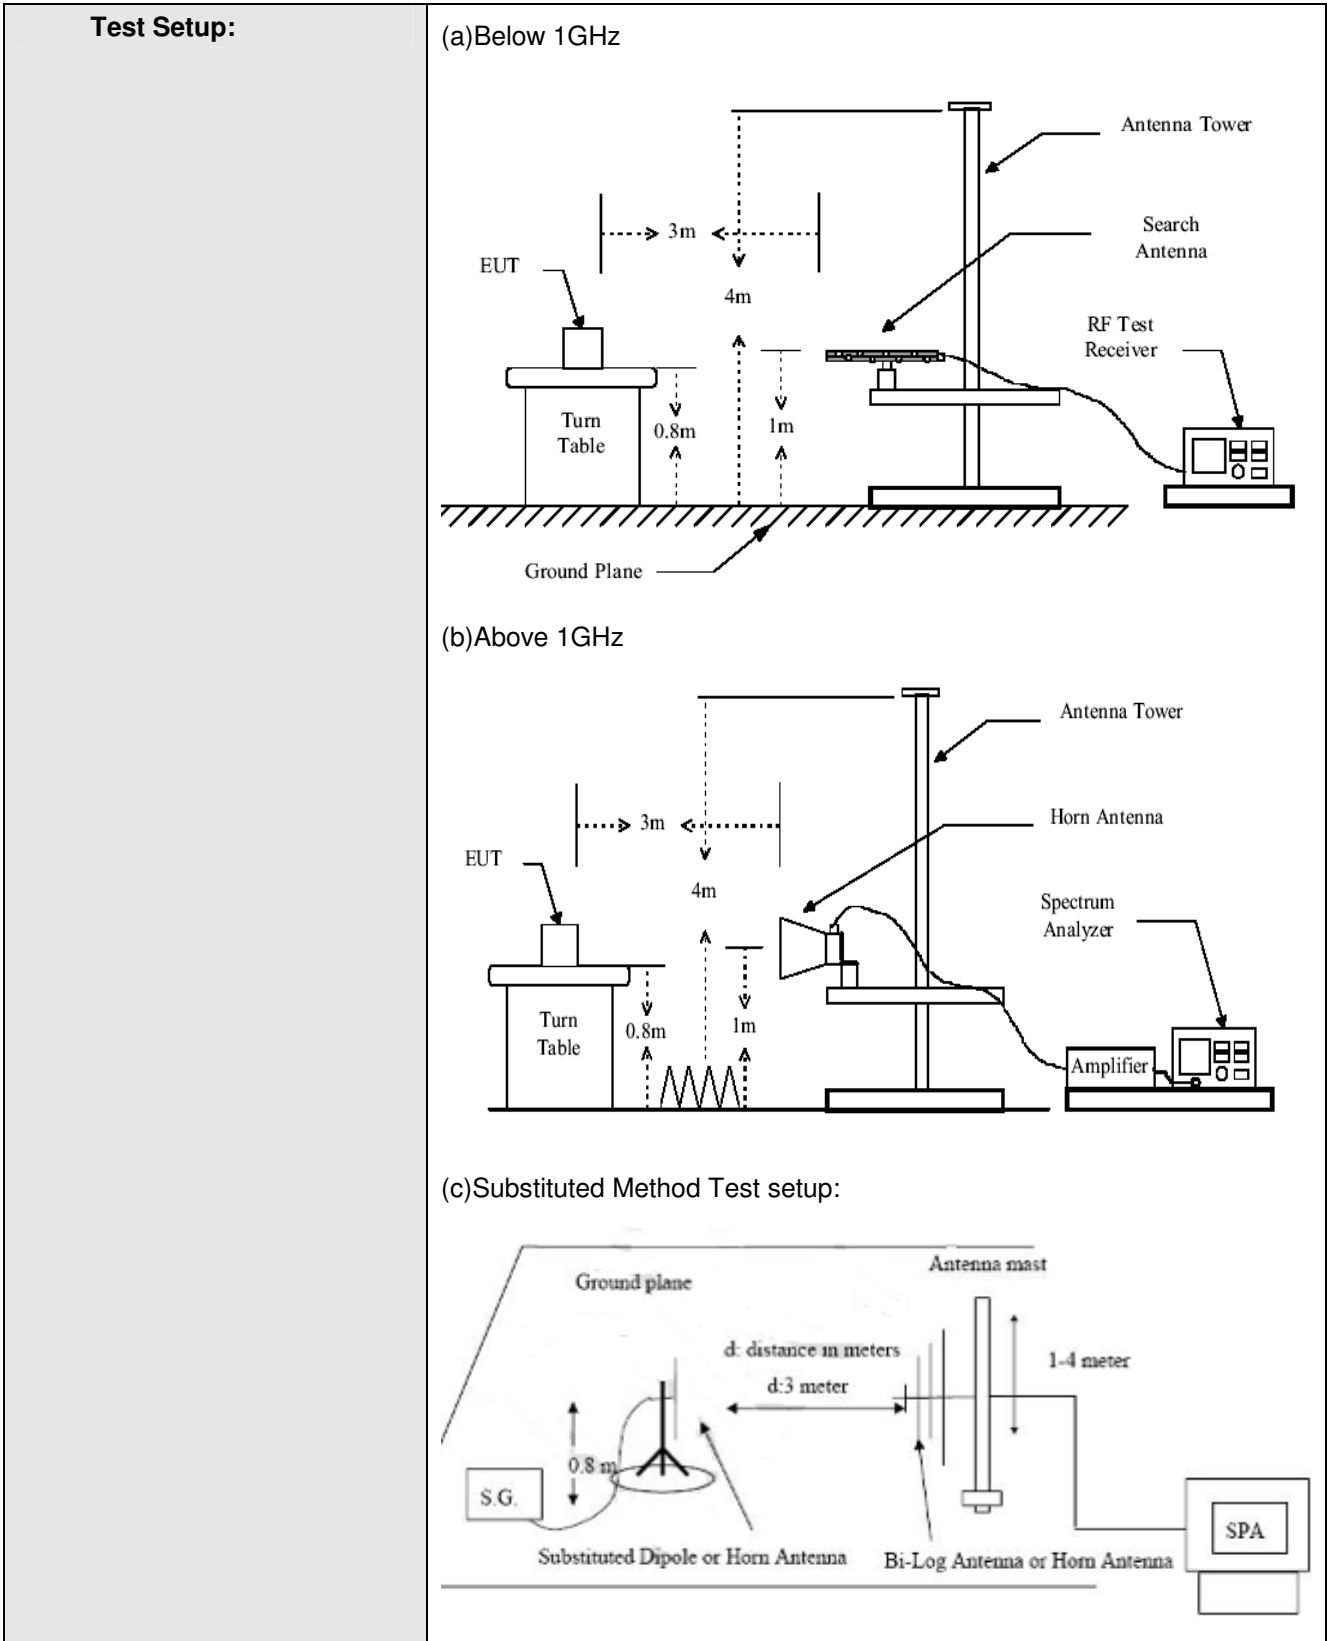 Test Setup:
(a)Below 1GHz
Antenna Tower
3m
Search
Antenna
EUT
4m
RF Test
Receiver
Turn
Table
0.8m
1m
Ground Plane
(b)Above 1GHz
Antenna Tower
3m
Horn Antenna
EUT
4m
Spectrum
Analyzer
Turn
Table
0.8m
1m
Amplifier
(c)Substituted Method Test setup:
Antenna mast
Ground plane
d: distance in meters
1-4 meter
d:3 meter
0.8 m
S.G.
SPA
Substituted Dipole or Horn Antenna
Bi-Log Antenna or Horn Antenna